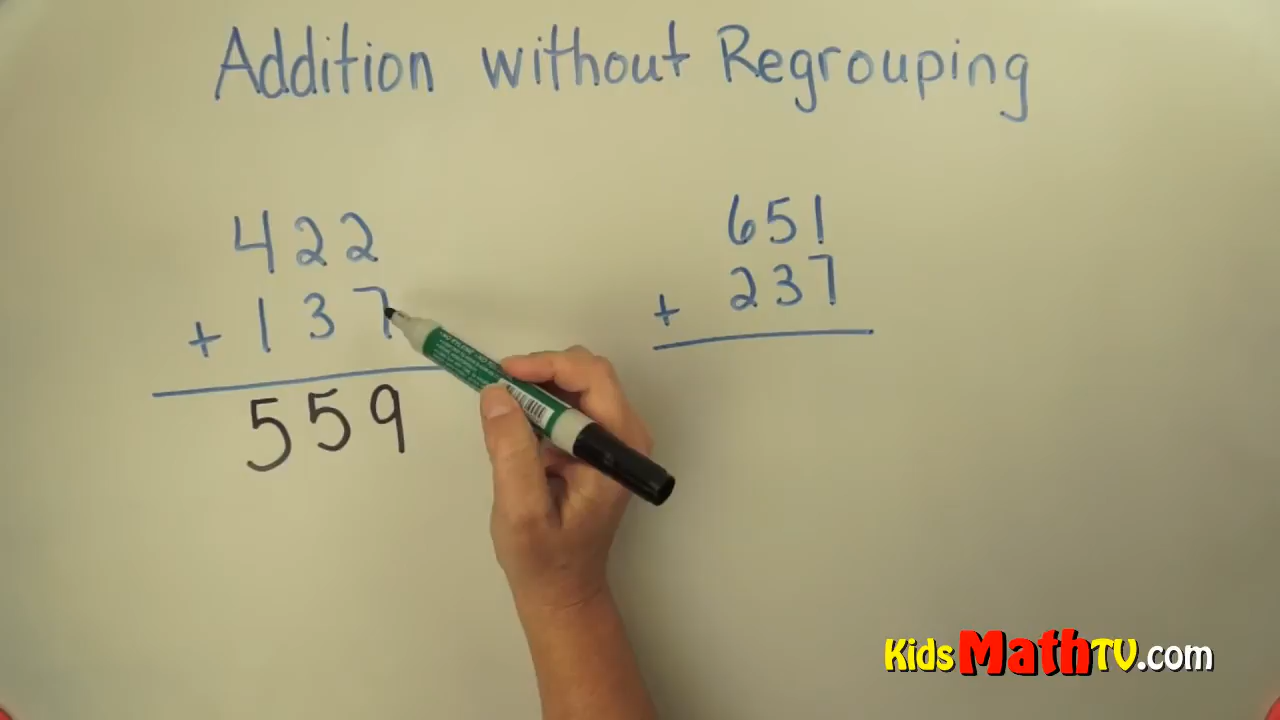 Addition without Regrouping
422
+ 137
559
651
+ 237
KidsMathTV.com